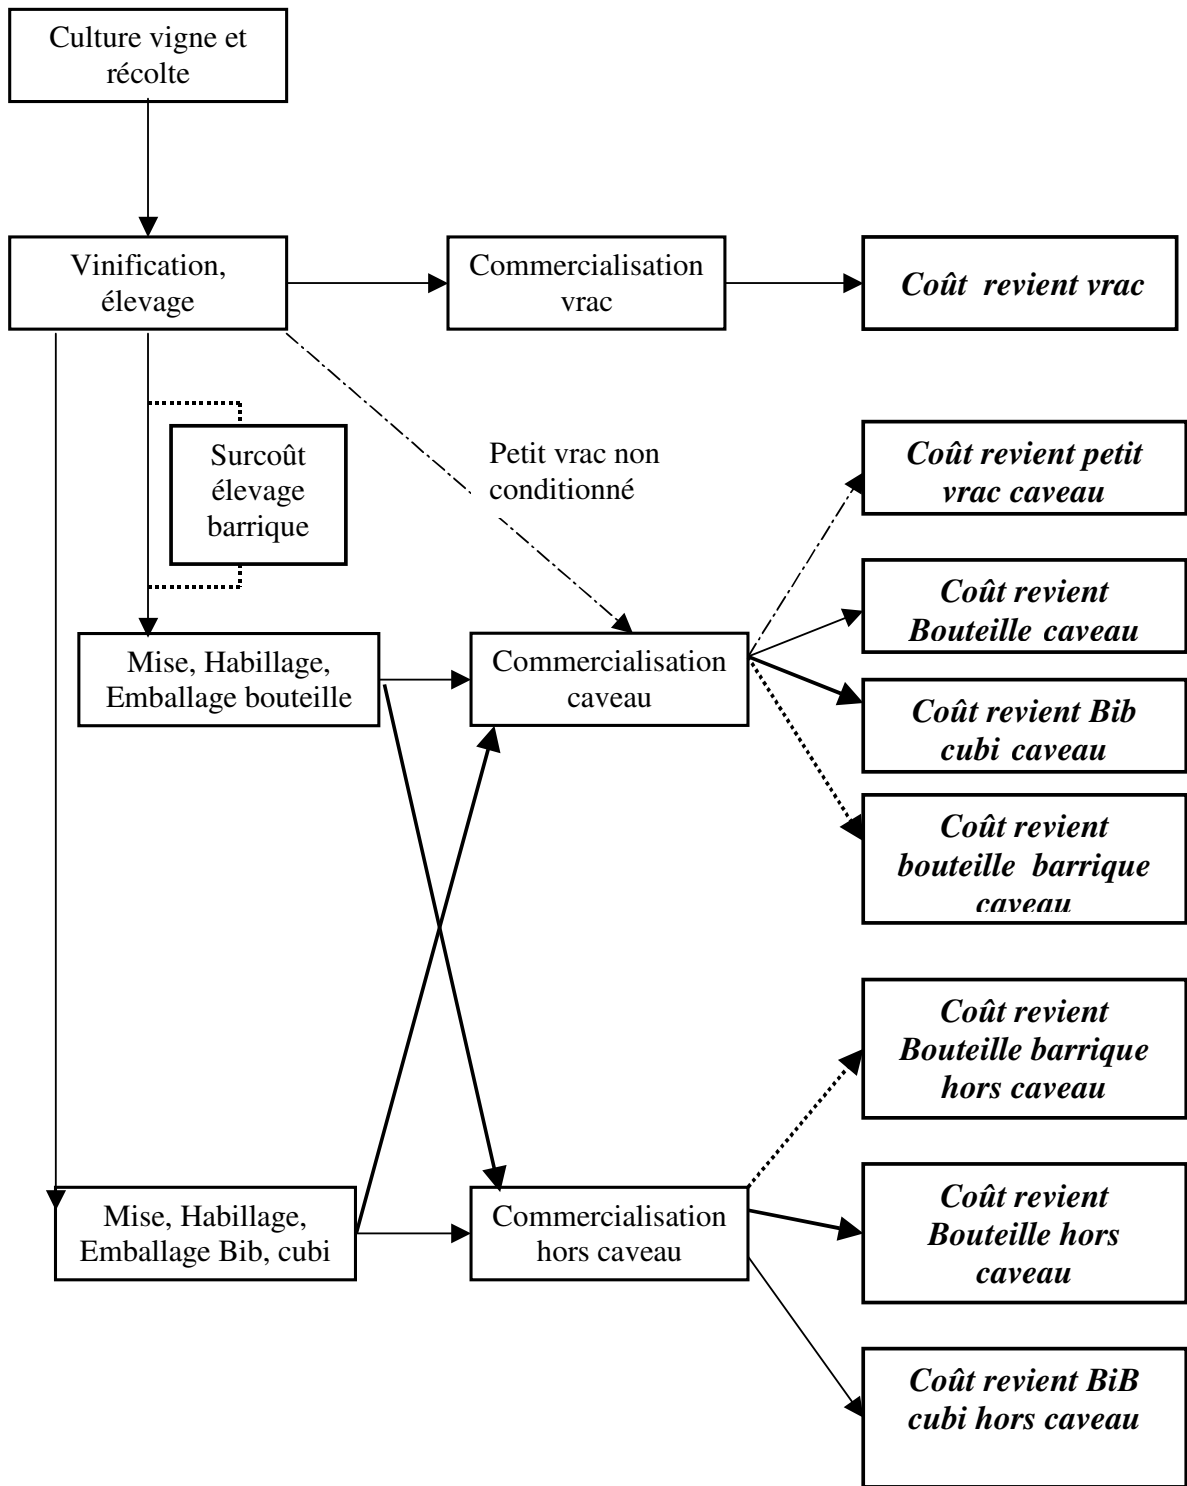 Culture vigne et
récolte
Vinification,
élevage
Commercialisation
vrac
Coût revient vrac
Surcoût
élevage
barrique
Petit vrac non
conditionné
Coût revient petit
vrac caveau
Coût revient
Bouteille caveau
Mise, Habillage,
Emballage bouteille
Commercialisation
caveau
Coût revient Bib
cubi caveau
Coût revient
bouteille barrique
caveau
Coût revient
Bouteille barrique
hors caveau
Mise, Habillage,
Emballage Bib, cubi
Commercialisation
hors caveau
Coût revient
Bouteille hors
caveau
Coût revient BiB
cubi hors caveau